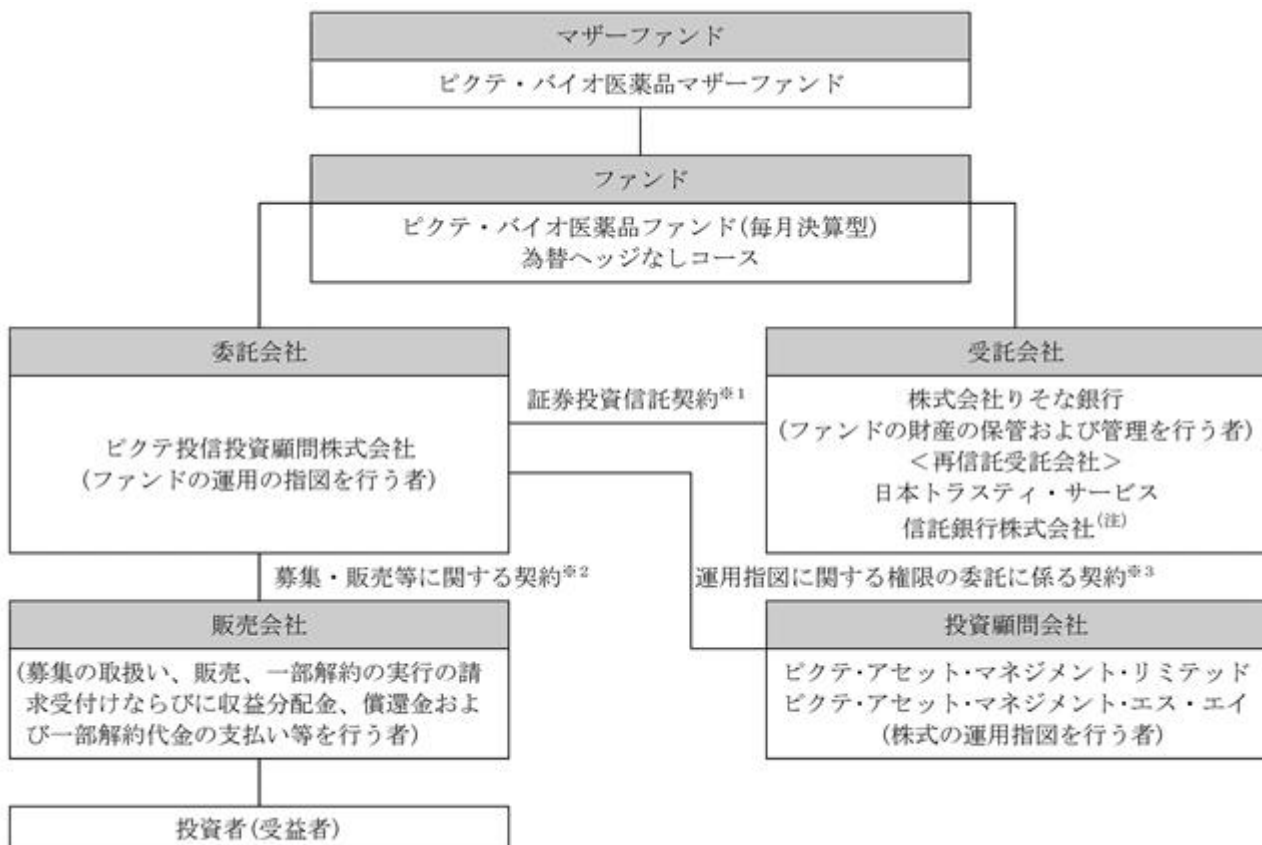 マザーファンド
ピクテ・バイオ医薬品マザーファンド
ファンド
ピクテ・バイオ医薬品ファンド(毎月決算型)
為替ヘッジなしコース
委託会社
ピクテ投信投資顧問株式会社
(ファンドの運用の指図を行う者)
証券投資信託契約※1
受託会社
株式会社りそな銀行
(ファンドの財産の保管および管理を行う者)
＜再信託受託会社＞
日本トラスティ・サービス
信託銀行株式会社(注)
募集・販売等に関する契約※2
運用指図に関する権限の委託に係る契約※3
販売会社
(募集の取扱い、販売、一部解約の実行の請
求受付けならびに収益分配金、償還金およ
び一部解約代金の支払い等を行う者)
投資顧問会社
ピクテ・アセット・マネジメント・リミテッド
ピクテ・アセット・マネジメント・エス・エイ
(株式の運用指図を行う者)
投資者(受益者)